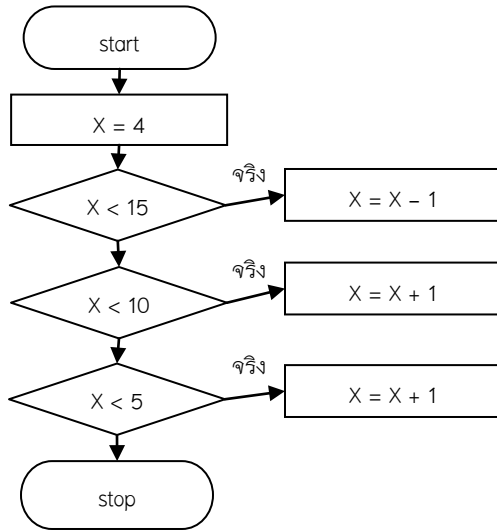 start
X = 4
จริง
X < 15
X = X – 1
จริง
X < 10
X = X + 1
จริง
X < 5
X = X + 1
stop